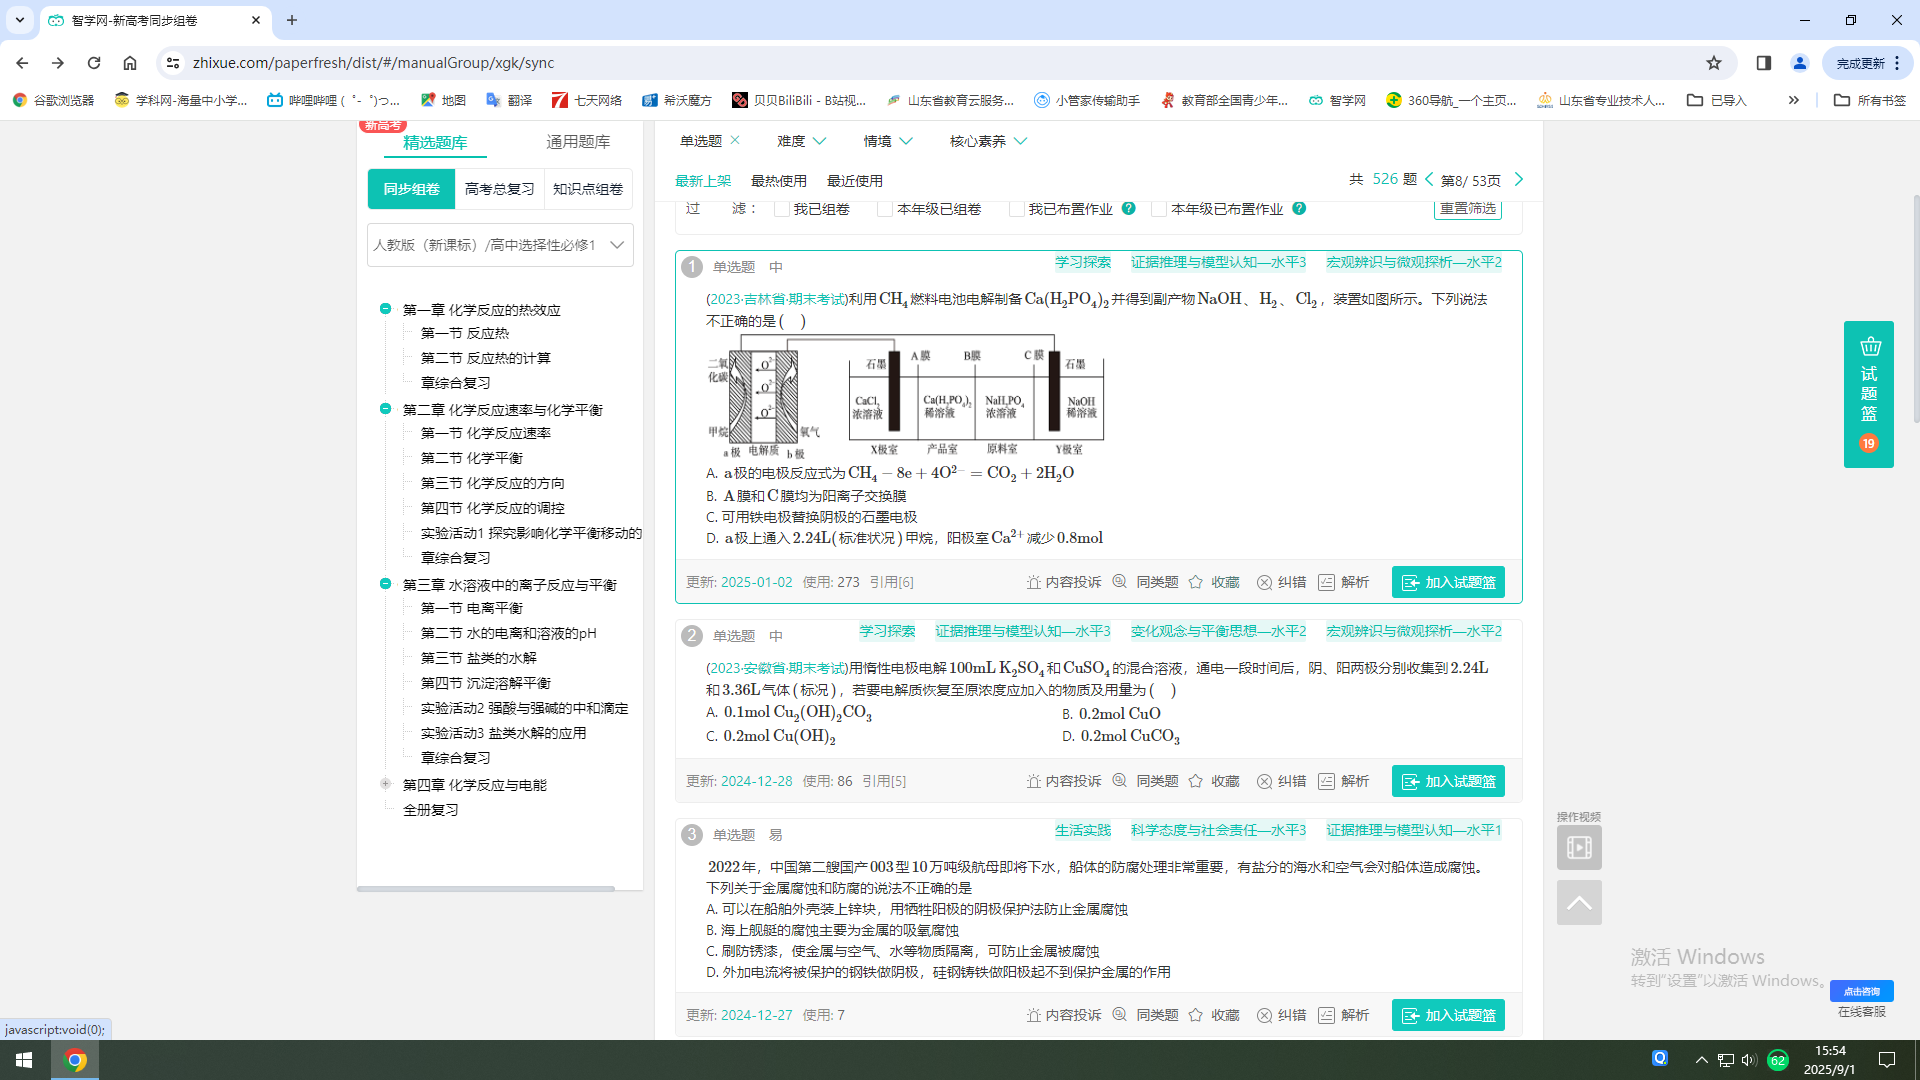 智学网-新高考同步组卷
zhixue.com/paperfresh/dist/#/manualGroup/xgk/sync
完成更新
谷歌浏览器 学科网-海量中小学... 哔哩哔哩 ( ゜- ゜)つ... 地图 翻译 七天网络 希沃魔方 贝贝BiliBili - B站视... 山东省教育云服务... 小管家传输助手 教育部全国青少年... 智学网 360导航_一个主页... 山东省专业技术人... 已导入 » 所有书签
新高考
精选题库 通用题库
同步组卷 高考总复习 知识点组卷
人教版（新课标）/高中选择性必修1
第一章 化学反应的热效应
第一节 反应热
第二节 反应热的计算
章综合复习
第二章 化学反应速率与化学平衡
第一节 化学反应速率
第二节 化学平衡
第三节 化学反应的方向
第四节 化学反应的调控
实验活动1 探究影响化学平衡移动的
章综合复习
第三章 水溶液中的离子反应与平衡
第一节 电离平衡
第二节 水的电离和溶液的pH
第三节 盐类的水解
第四节 沉淀溶解平衡
实验活动2 强酸与强碱的中和滴定
实验活动3 盐类水解的应用
章综合复习
第四章 化学反应与电能
全册复习
单选题 × 难度 情境 核心素养
最新上架 最热使用 最近使用 共 526 题 第8/ 53页
过 滤： 我已组卷 本年级已组卷 我已布置作业 ? 本年级已布置作业 ? 重置筛选
1 单选题 中 学习探索 证据推理与模型认知—水平3 宏观辨识与微观探析—水平2
(2023·吉林省·期末考试)利用CH₄燃料电池电解制备Ca(H₂PO₄)₂并得到副产物NaOH、H₂、Cl₂，装置如图所示。下列说法
不正确的是( )
二氧化碳 O²⁻ O²⁻ O²⁻ 甲烷 氧气 a极 电解质 b极
石墨 A膜 B膜 C膜 石墨
CaCl₂浓溶液 Ca(H₂PO₄)₂稀溶液 NaH₂PO₄浓溶液 NaOH稀溶液
X极室 产品室 原料室 Y极室
A. a极的电极反应式为CH₄ − 8e + 4O²⁻ = CO₂ + 2H₂O
B. A膜和C膜均为阳离子交换膜
C. 可用铁电极替换阴极的石墨电极
D. a极上通入2.24L(标准状况)甲烷，阳极室Ca²⁺减少0.8mol
更新: 2025-01-02 使用: 273 引用[6] 内容投诉 同类题 收藏 纠错 解析 加入试题篮
2 单选题 中 学习探索 证据推理与模型认知—水平3 变化观念与平衡思想—水平2 宏观辨识与微观探析—水平2
(2023·安徽省·期末考试)用惰性电极电解100mL K₂SO₄和CuSO₄的混合溶液，通电一段时间后，阴、阳两极分别收集到2.24L
和3.36L气体(标况)，若要电解质恢复至原浓度应加入的物质及用量为( )
A. 0.1mol Cu₂(OH)₂CO₃ B. 0.2mol CuO
C. 0.2mol Cu(OH)₂ D. 0.2mol CuCO₃
更新: 2024-12-28 使用: 86 引用[5] 内容投诉 同类题 收藏 纠错 解析 加入试题篮
3 单选题 易 生活实践 科学态度与社会责任—水平3 证据推理与模型认知—水平1
2022年，中国第二艘国产003型10万吨级航母即将下水，船体的防腐处理非常重要，有盐分的海水和空气会对船体造成腐蚀。
下列关于金属腐蚀和防腐的说法不正确的是
A. 可以在船舶外壳装上锌块，用牺牲阳极的阴极保护法防止金属腐蚀
B. 海上舰艇的腐蚀主要为金属的吸氧腐蚀
C. 刷防锈漆，使金属与空气、水等物质隔离，可防止金属被腐蚀
D. 外加电流将被保护的钢铁做阴极，硅钢铸铁做阳极起不到保护金属的作用
更新: 2024-12-27 使用: 7 内容投诉 同类题 收藏 纠错 解析 加入试题篮
试题篮
19
操作视频
激活 Windows
转到“设置”以激活 Windows。
点击咨询
在线客服
javascript:void(0);
62
15:54
2025/9/1